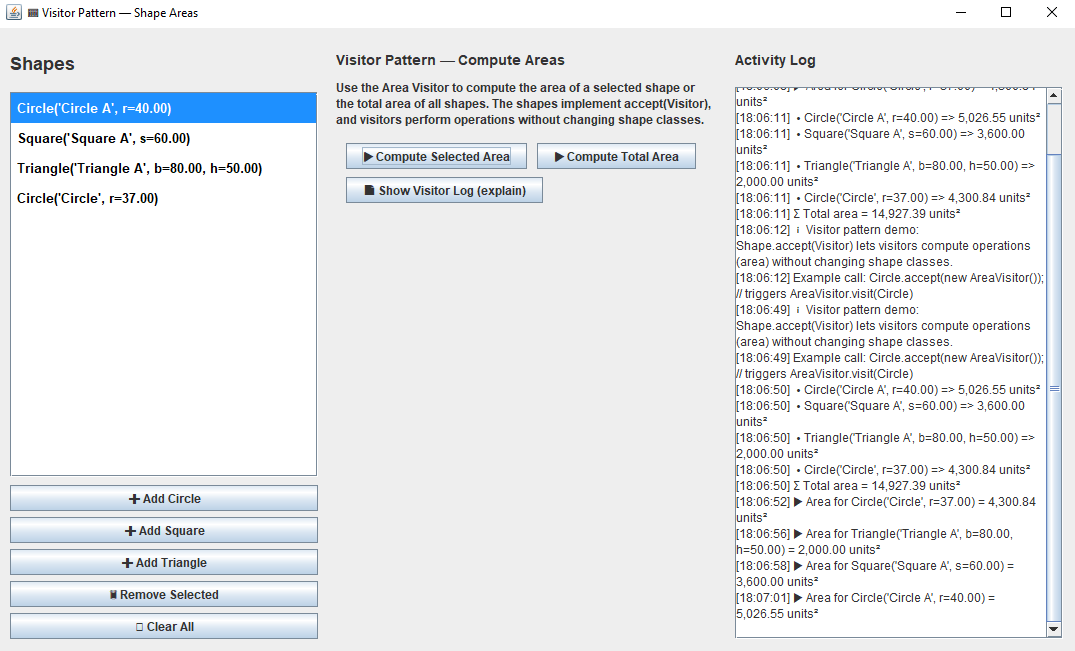 Visitor Pattern — Shape Areas
Shapes
Circle('Circle A', r=40.00)
Square('Square A', s=60.00)
Triangle('Triangle A', b=80.00, h=50.00)
Circle('Circle', r=37.00)
Add Circle
Add Square
Add Triangle
Remove Selected
Clear All
Visitor Pattern — Compute Areas
Use the Area Visitor to compute the area of a selected shape or
the total area of all shapes. The shapes implement accept(Visitor),
and visitors perform operations without changing shape classes.
▶ Compute Selected Area
▶ Compute Total Area
Show Visitor Log (explain)
Activity Log
units²
[18:06:11] • Circle('Circle A', r=40.00) => 5,026.55 units²
[18:06:11] • Square('Square A', s=60.00) => 3,600.00
units²
[18:06:11] • Triangle('Triangle A', b=80.00, h=50.00) =>
2,000.00 units²
[18:06:11] • Circle('Circle', r=37.00) => 4,300.84 units²
[18:06:11] Σ Total area = 14,927.39 units²
[18:06:12] ℹ Visitor pattern demo:
Shape.accept(Visitor) lets visitors compute operations
(area) without changing shape classes.
[18:06:12] Example call: Circle.accept(new AreaVisitor());
// triggers AreaVisitor.visit(Circle)
[18:06:49] ℹ Visitor pattern demo:
Shape.accept(Visitor) lets visitors compute operations
(area) without changing shape classes.
[18:06:49] Example call: Circle.accept(new AreaVisitor());
// triggers AreaVisitor.visit(Circle)
[18:06:50] • Circle('Circle A', r=40.00) => 5,026.55 units²
[18:06:50] • Square('Square A', s=60.00) => 3,600.00
units²
[18:06:50] • Triangle('Triangle A', b=80.00, h=50.00) =>
2,000.00 units²
[18:06:50] • Circle('Circle', r=37.00) => 4,300.84 units²
[18:06:50] Σ Total area = 14,927.39 units²
[18:06:52] ▶ Area for Circle('Circle', r=37.00) = 4,300.84
units²
[18:06:56] ▶ Area for Triangle('Triangle A', b=80.00,
h=50.00) = 2,000.00 units²
[18:06:58] ▶ Area for Square('Square A', s=60.00) =
3,600.00 units²
[18:07:01] ▶ Area for Circle('Circle A', r=40.00) =
5,026.55 units²